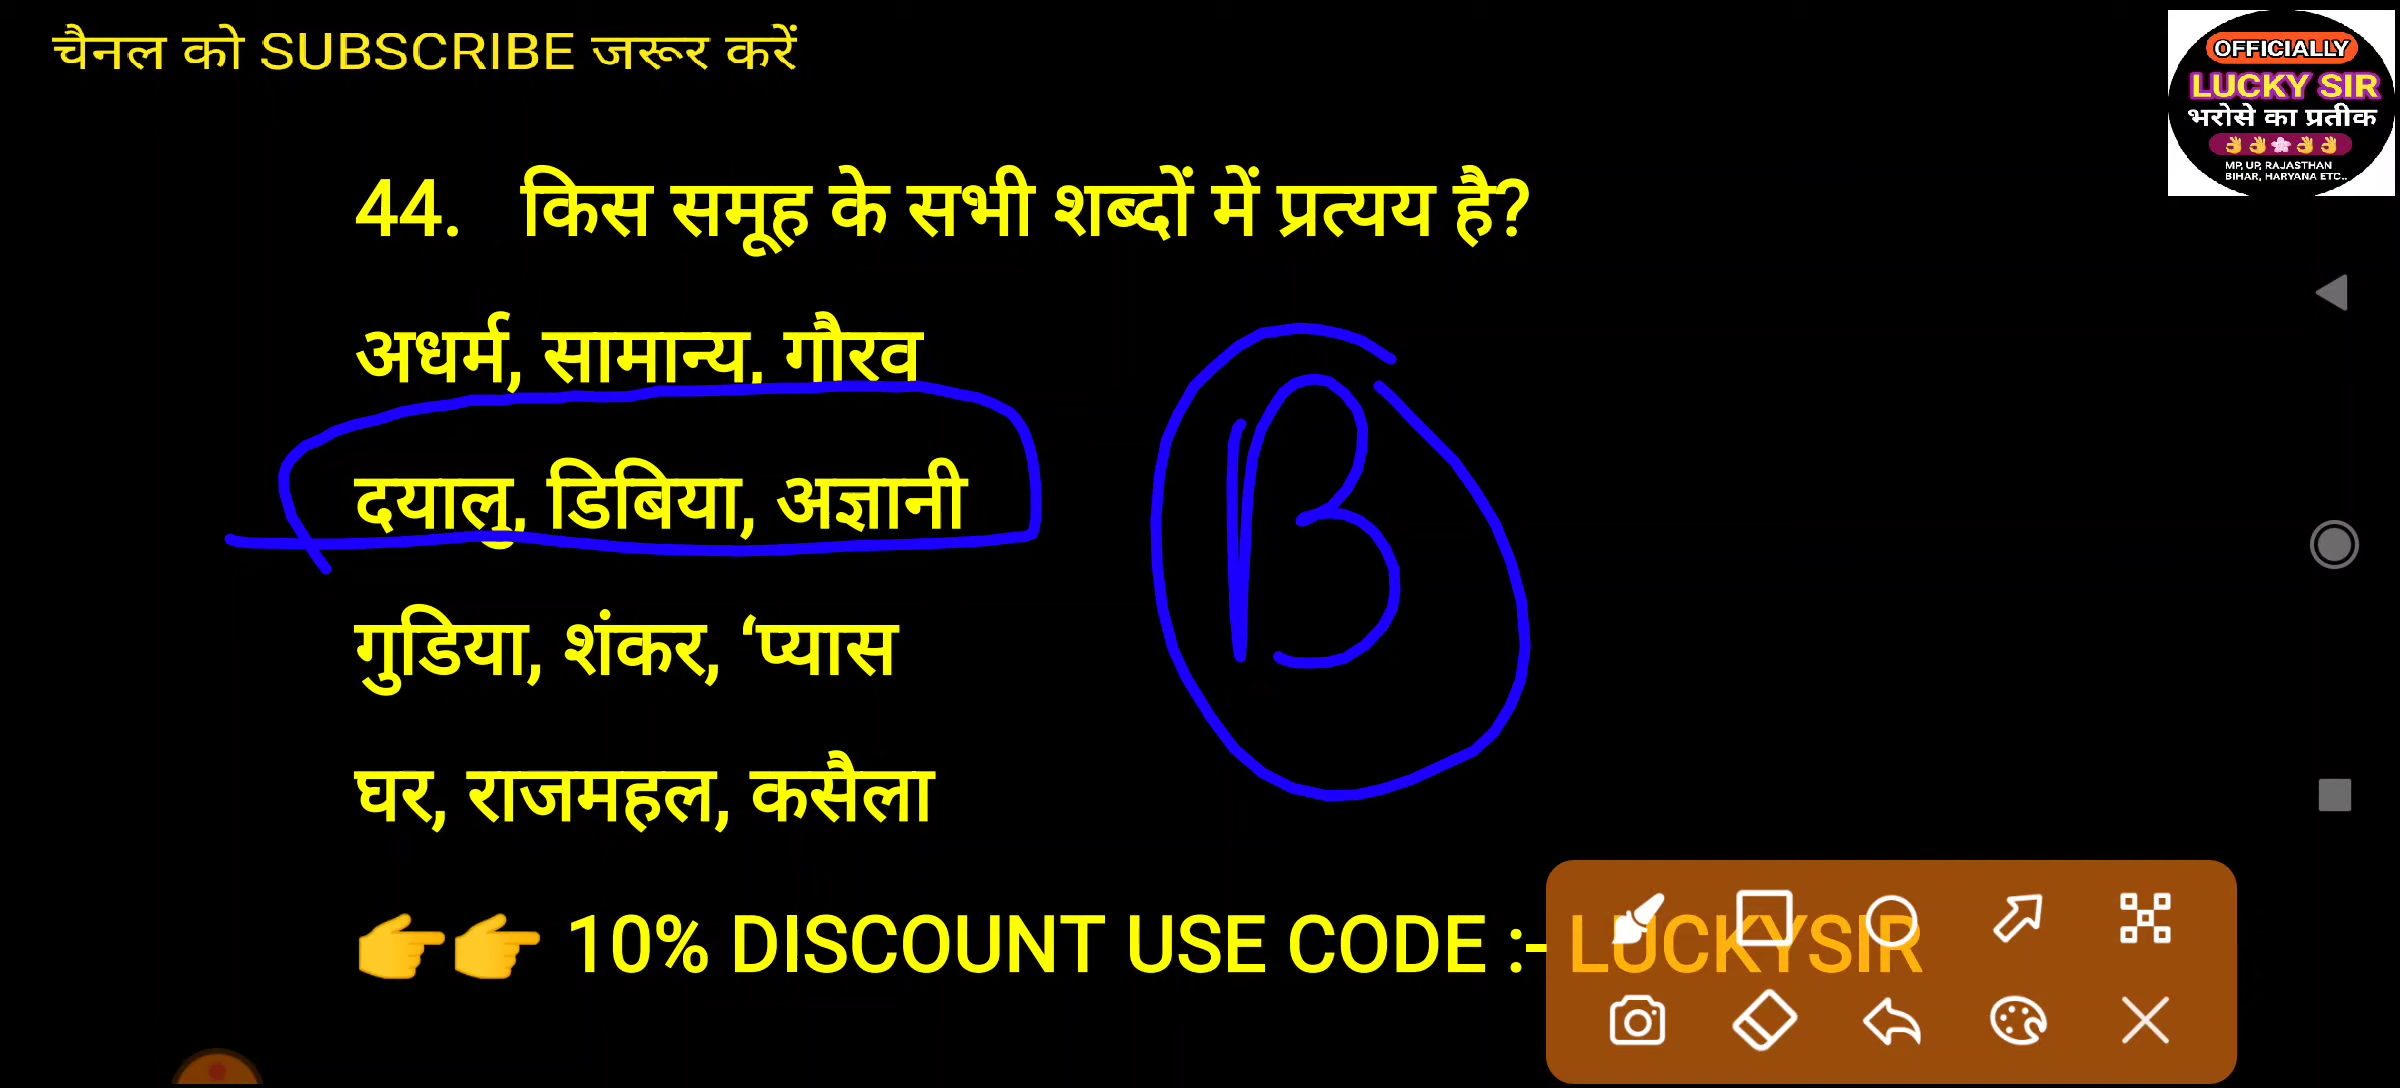 चैनल को SUBSCRIBE जरूर करें
OFFICIALLY
LUCKY SIR
भरोसे का प्रतीक
MP, UP, RAJASTHAN
BIHAR, HARYANA ETC..
44. किस समूह के सभी शब्दों में प्रत्यय है?
अधर्म, सामान्य, गौरव
दयालु, डिबिया, अज्ञानी
B
गुडिया, शंकर, ‘प्यास
घर, राजमहल, कसैला
👉👉 10% DISCOUNT USE CODE :- LUCKYSIR